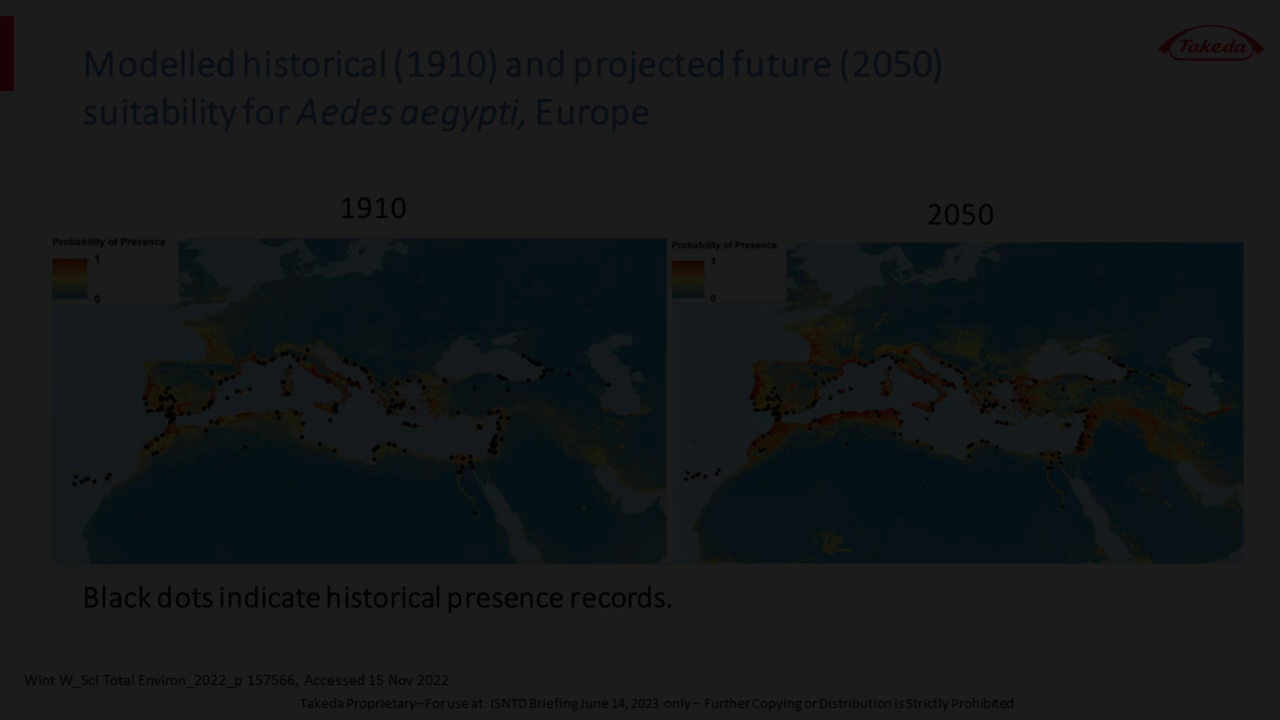 Modelled historical (1910) and projected future (2050)
suitability for Aedes aegypti, Europe
Takeda
1910
2050
Probability of Presence
1
0
Probability of Presence
1
0
Black dots indicate historical presence records.
Wint W_Sci Total Environ_2022_p 157566, Accessed 15 Nov 2022
Takeda Proprietary– For use at ISNTD Briefing June 14, 2023 only – Further Copying or Distribution is Strictly Prohibited